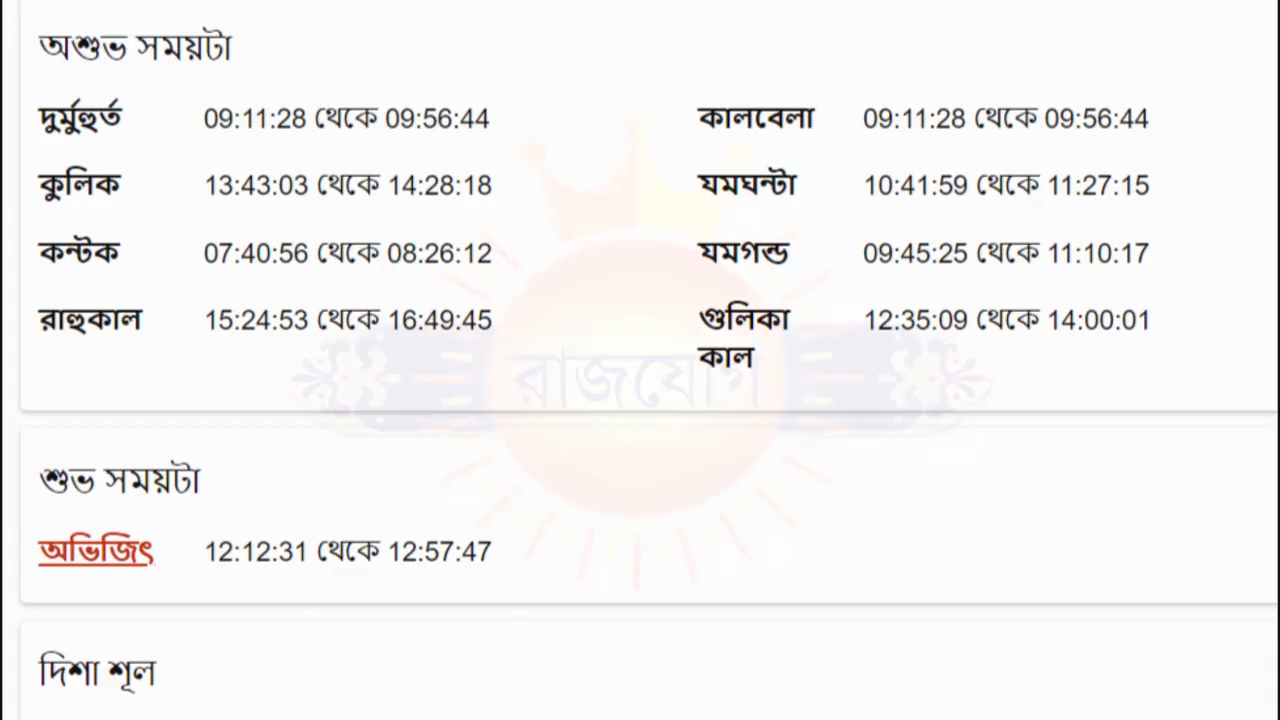 অশুভ সময়টা
দুর্মুহুর্ত 09:11:28 থেকে 09:56:44 কালবেলা 09:11:28 থেকে 09:56:44
কুলিক 13:43:03 থেকে 14:28:18 যমঘন্টা 10:41:59 থেকে 11:27:15
কন্টক 07:40:56 থেকে 08:26:12 যমগন্ড 09:45:25 থেকে 11:10:17
রাহুকাল 15:24:53 থেকে 16:49:45 গুলিকা 12:35:09 থেকে 14:00:01
কাল
রাজযোগ
শুভ সময়টা
অভিজিৎ 12:12:31 থেকে 12:57:47
দিশা শূল